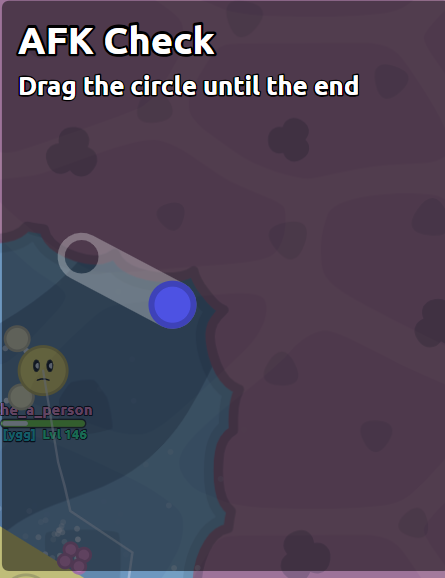 AFK Check
Drag the circle until the end
he_a_person
[ygg] Lvl 146